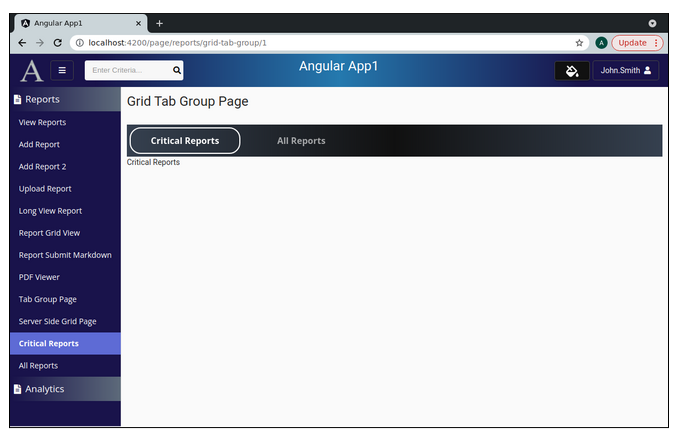 Angular App1
localhost:4200/page/reports/grid-tab-group/1
A
Update
A
Enter Criteria...
Angular App1
John.Smith
Reports
View Reports
Add Report
Add Report 2
Upload Report
Long View Report
Report Grid View
Report Submit Markdown
PDF Viewer
Tab Group Page
Server Side Grid Page
Critical Reports
All Reports
Analytics
Grid Tab Group Page
Critical Reports
All Reports
Critical Reports